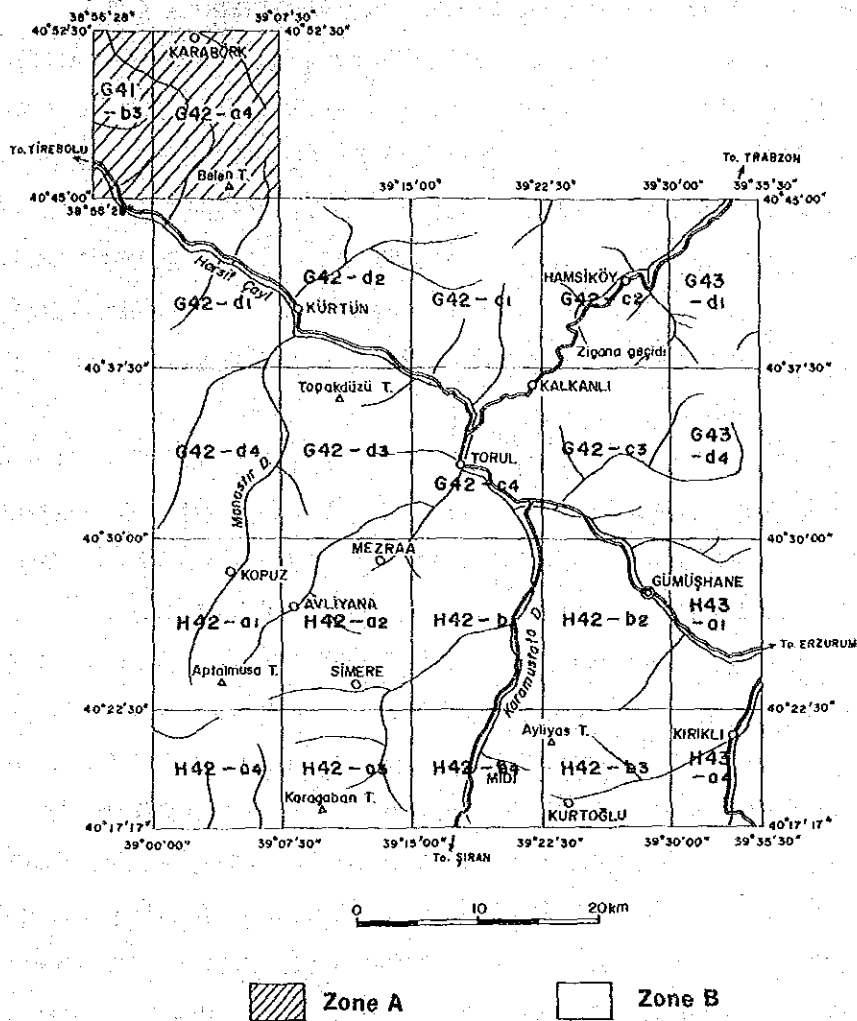 38°56'28" 39°07'30"
40°52'30" 40°52'30"
KARABÖRK
G41
-b3
G42-a4
To. TİREBOLU
Belen T.
To. TRABZON
39°15'00" 39°22'30" 39°30'00" 39°35'30"
40°45'00" 40°45'00"
38°56'28"
Harşit Çayı
HAMSİKÖY
G42-d1
G42-d2
G42-c1
G42-c2
G43
-d1
KÜRTÜN
Zigana geçidi
40°37'30" 40°37'30"
Topakdüzü T.
KALKANLI
G42-d4
G42-d3
G42-c3
G43
-d4
TORUL
G42-c4
Manastır D.
40°30'00" 40°30'00"
MEZRAA
KOPUZ
GÜMÜŞHANE
AVLİYANA
H42-a1
H42-a2
H42-b
H42-b2
H43
-a1
Karamustafa D.
To. ERZURUM
Aptalmusa T.
SİMERE
40°22'30" 40°22'30"
Aylıyas T.
KIRIKLI
H42-a4
H42-a3
H42-b4
H42-b3
H43
-a4
MİDİ
Karagaban T.
KURTOĞLU
40°17'17" 40°17'17"
39°00'00" 39°07'30" 39°15'00" 39°22'30" 39°30'00" 39°35'30"
To. ŞİRAN
0 10 20km
Zone A
Zone B